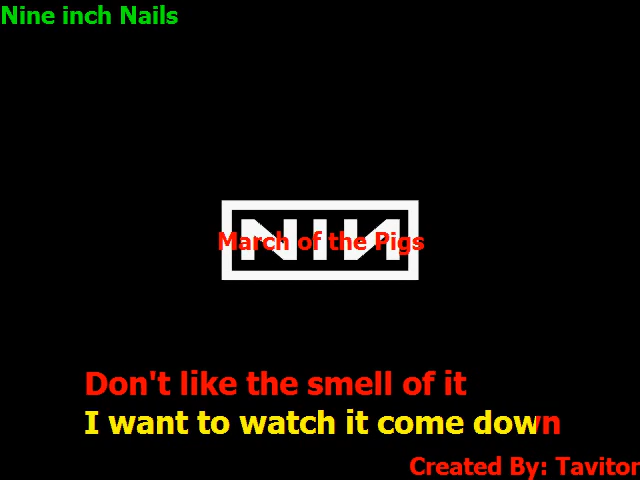 Nine inch Nails
NIN
March of the Pigs
Don't like the smell of it
I want to watch it come down
Created By: Tavitor